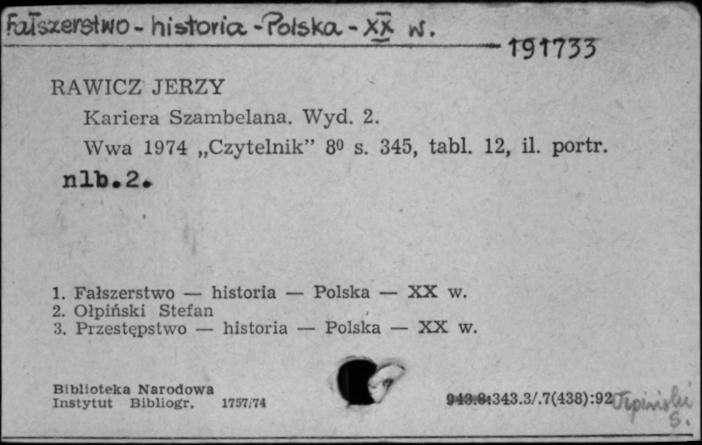 Fałszerstwo - historia - Polska - XX w.
191733
RAWICZ JERZY
Kariera Szambelana. Wyd. 2.
Wwa 1974 „Czytelnik” 8⁰ s. 345, tabl. 12, il. portr.
nlb.2.
1. Fałszerstwo — historia — Polska — XX w.
2. Ołpiński Stefan
3. Przestępstwo — historia — Polska — XX w.
Biblioteka Narodowa
Instytut Bibliogr. 1757/74
343.3/.7(438):92
S.